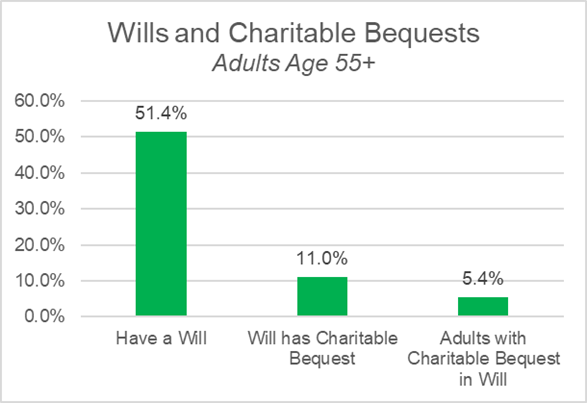 Wills and Charitable Bequests
Adults Age 55+
60.0%
50.0%
40.0%
30.0%
20.0%
10.0%
0.0%
51.4%
11.0%
5.4%
Have a Will
Will has Charitable
Bequest
Adults with
Charitable Bequest
in Will